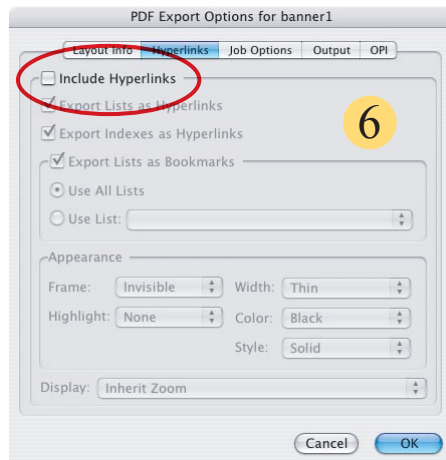 PDF Export Options for banner1
Layout Info Hyperlinks Job Options Output OPI
Include Hyperlinks
Export Lists as Hyperlinks
6
Export Indexes as Hyperlinks
Export Lists as Bookmarks
Use All Lists
Use List:
Appearance
Frame: Invisible Width: Thin
Highlight: None Color: Black
Style: Solid
Display: Inherit Zoom
Cancel OK